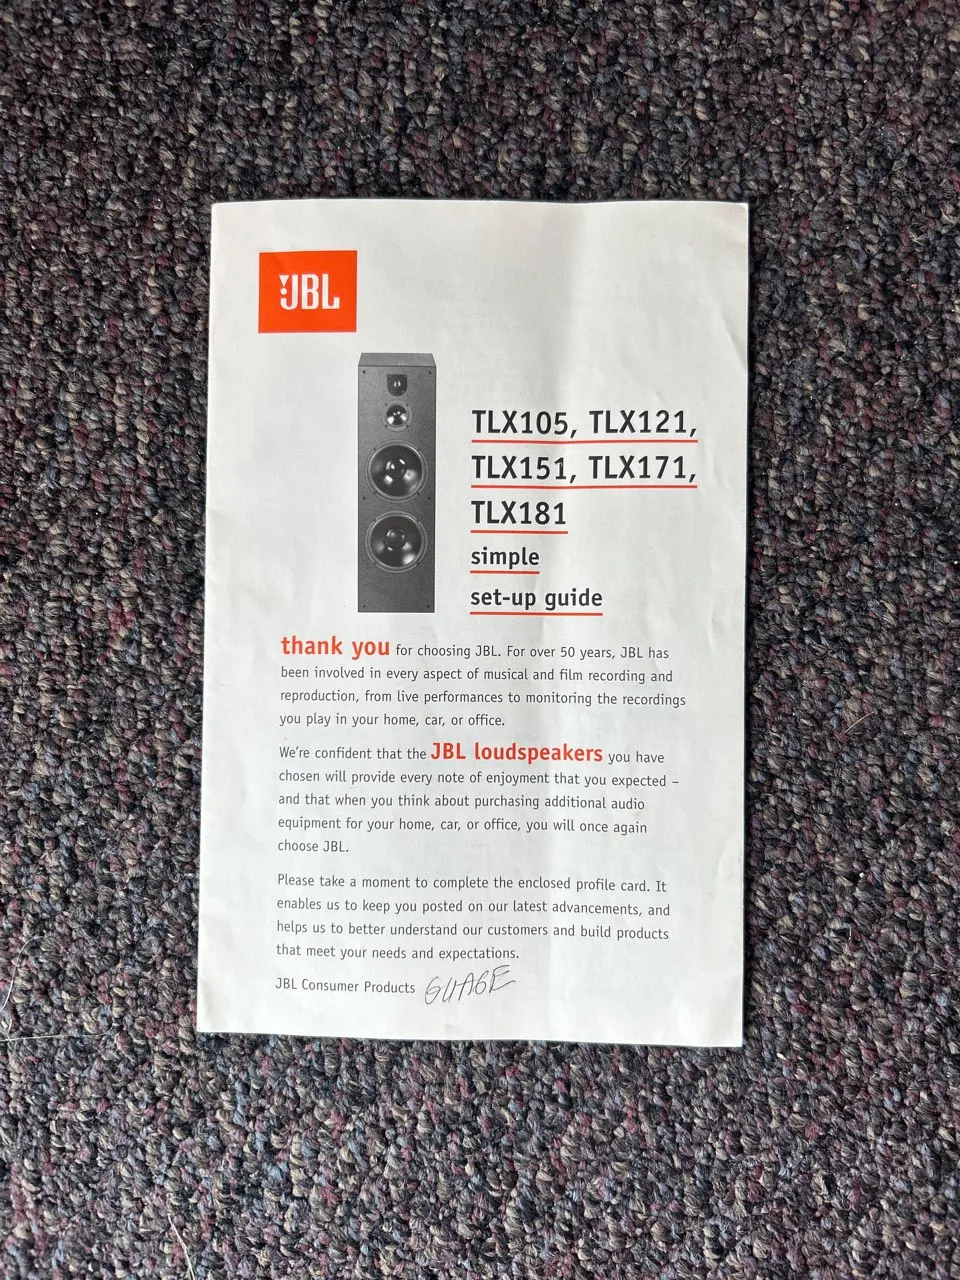 JBL
TLX105, TLX121,
TLX151, TLX171,
TLX181
simple
set-up guide
thank you for choosing JBL. For over 50 years, JBL has
been involved in every aspect of musical and film recording and
reproduction, from live performances to monitoring the recordings
you play in your home, car, or office.
We're confident that the JBL loudspeakers you have
chosen will provide every note of enjoyment that you expected –
and that when you think about purchasing additional audio
equipment for your home, car, or office, you will once again
choose JBL.
Please take a moment to complete the enclosed profile card. It
enables us to keep you posted on our latest advancements, and
helps us to better understand our customers and build products
that meet your needs and expectations.
JBL Consumer Products GUAGE